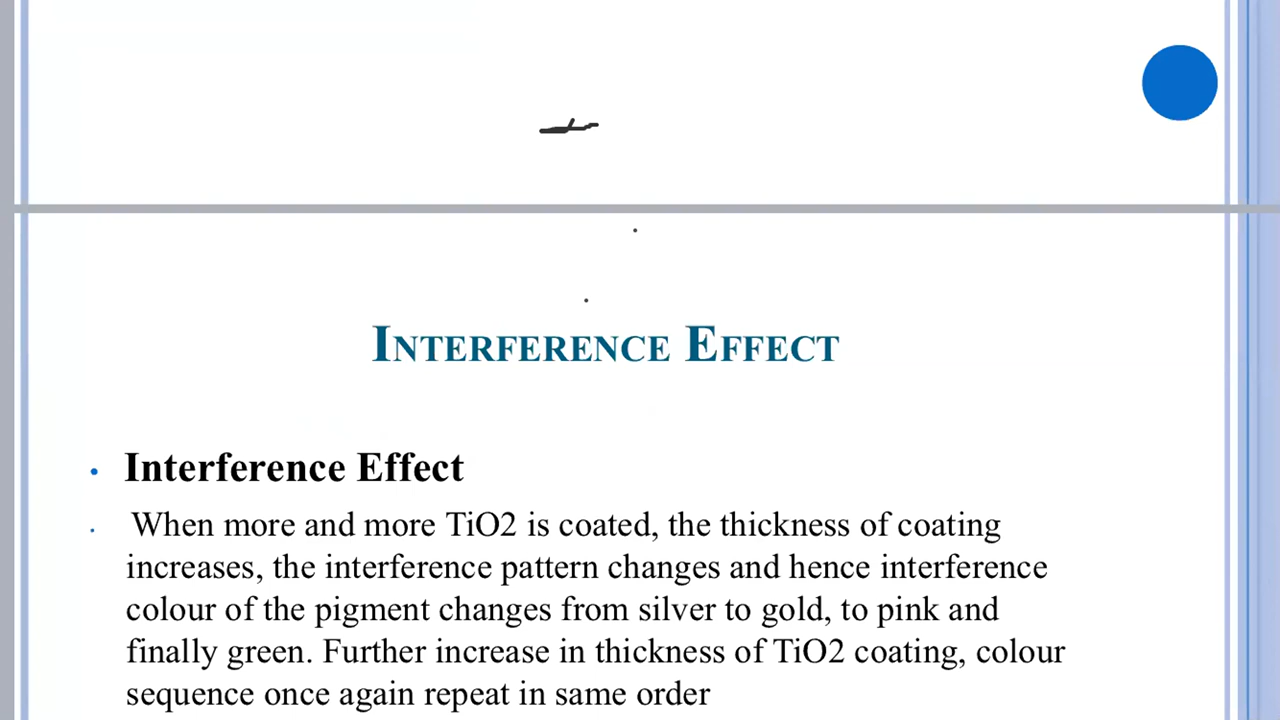 INTERFERENCE EFFECT
• Interference Effect
• When more and more TiO2 is coated, the thickness of coating
increases, the interference pattern changes and hence interference
colour of the pigment changes from silver to gold, to pink and
finally green. Further increase in thickness of TiO2 coating, colour
sequence once again repeat in same order